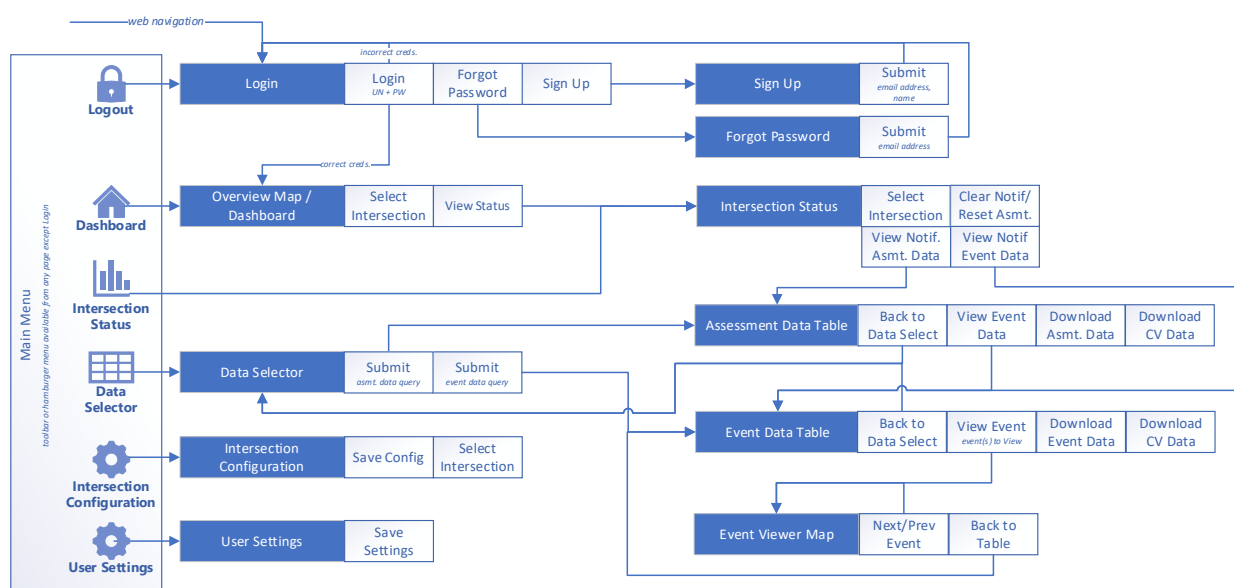 web navigation
incorrect creds.
Logout
Login
Login
UN + PW
Forgot
Password
Sign Up
Sign Up
Submit
email address,
name
Forgot Password
Submit
email address
correct creds.
Main Menu
toolbar or hamburger menu available from any page except Login
Dashboard
Overview Map /
Dashboard
Select
Intersection
View Status
Intersection Status
Select
Intersection
Clear Notif/
Reset Asmt.
View Notif.
Asmt. Data
View Notif
Event Data
Intersection
Status
Assessment Data Table
Back to
Data Select
View Event
Data
Download
Asmt. Data
Download
CV Data
Data
Selector
Data Selector
Submit
asmt. data query
Submit
event data query
Event Data Table
Back to
Data Select
View Event
event(s) to View
Download
Event Data
Download
CV Data
Intersection
Configuration
Intersection
Configuration
Save Config
Select
Intersection
User Settings
User Settings
Save
Settings
Event Viewer Map
Next/Prev
Event
Back to
Table